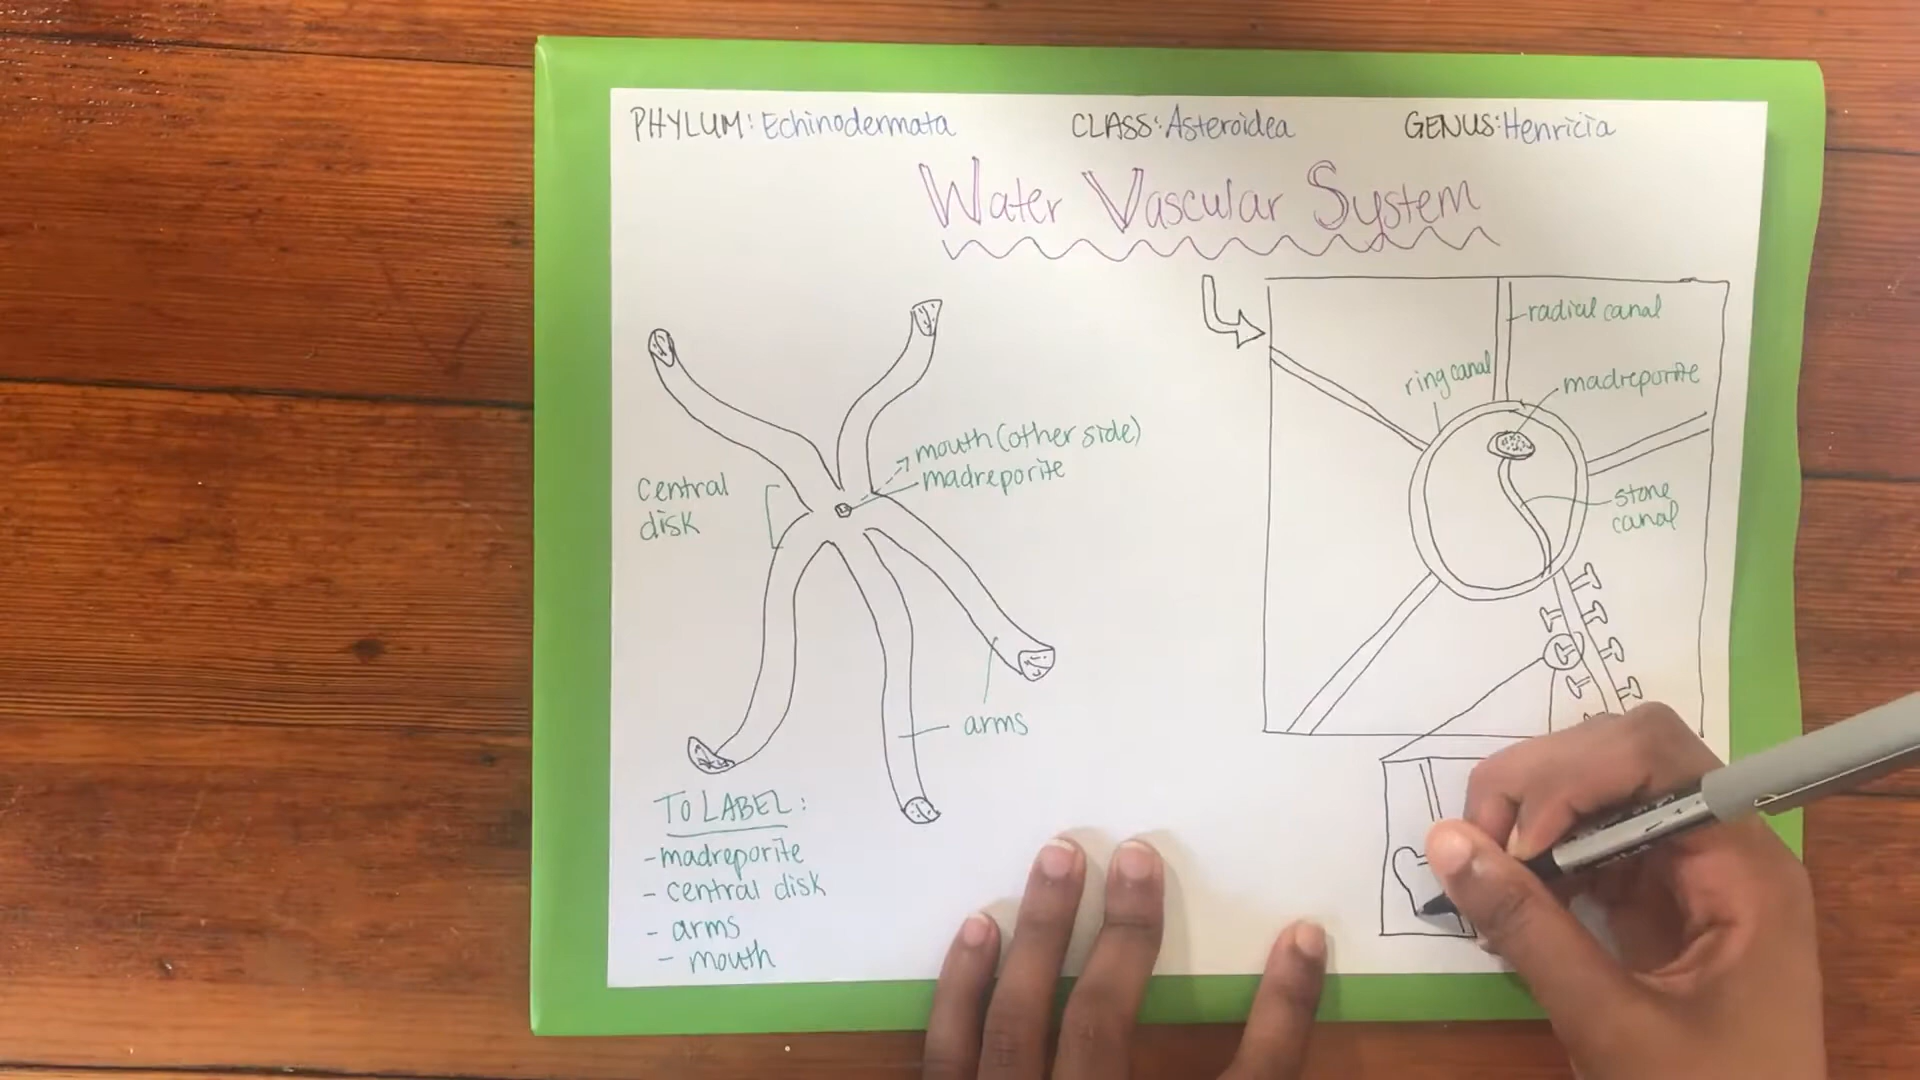 PHYLUM: Echinodermata
CLASS: Asteroidea
GENUS: Henricia
Water Vascular System
mouth (other side)
madreporite
central
disk
arms
TO LABEL:
- madreporite
- central disk
- arms
- mouth
radial canal
ring canal
madreporite
stone
canal